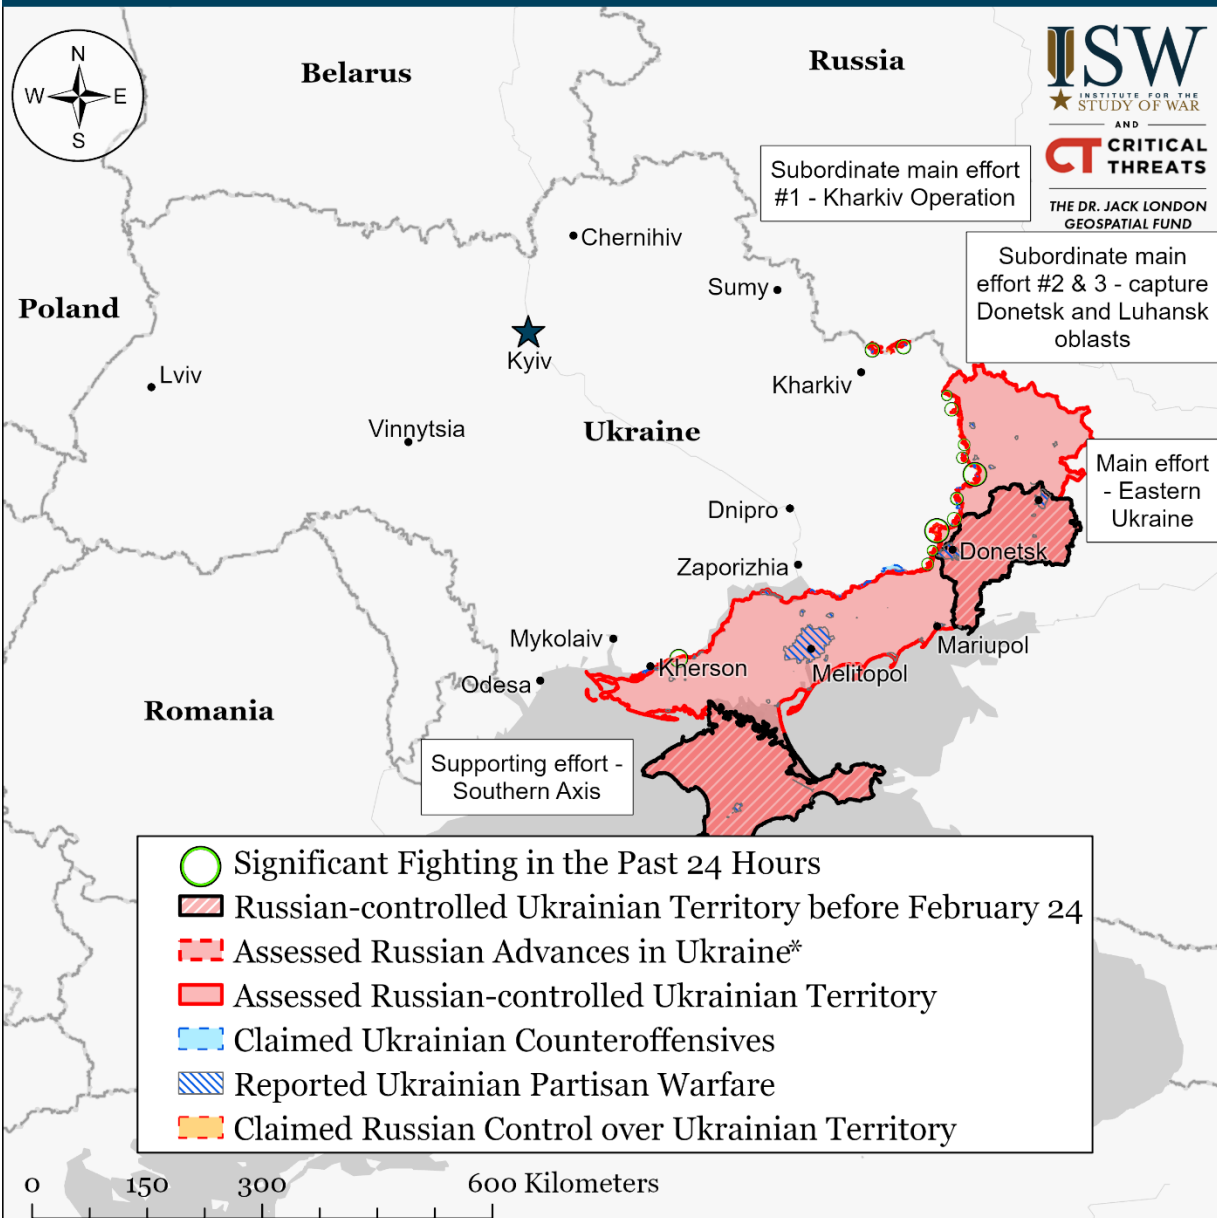 N
W
E
S
Belarus
Russia
ISW
INSTITUTE FOR THE
STUDY OF WAR
AND
CT CRITICAL
THREATS
THE DR. JACK LONDON
GEOSPATIAL FUND
Subordinate main effort
#1 - Kharkiv Operation
Subordinate main
effort #2 & 3 - capture
Donetsk and Luhansk
oblasts
Chernihiv
Sumy
Poland
Kyiv
Lviv
Kharkiv
Vinnytsia
Ukraine
Main effort
- Eastern
Ukraine
Dnipro
Donetsk
Zaporizhia
Mykolaiv
Mariupol
Kherson
Melitopol
Odesa
Romania
Supporting effort -
Southern Axis
Significant Fighting in the Past 24 Hours
Russian-controlled Ukrainian Territory before February 24
Assessed Russian Advances in Ukraine*
Assessed Russian-controlled Ukrainian Territory
Claimed Ukrainian Counteroffensives
Reported Ukrainian Partisan Warfare
Claimed Russian Control over Ukrainian Territory
0 150 300 600 Kilometers